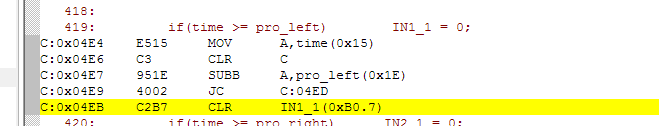 418:
419: if(time >= pro_left) IN1_1 = 0;
C:0x04E4 E515 MOV A,time(0x15)
C:0x04E6 C3 CLR C
C:0x04E7 951E SUBB A,pro_left(0x1E)
C:0x04E9 4002 JC C:04ED
C:0x04EB C2B7 CLR IN1_1(0xB0.7)
420: if(time >= pro_right) IN2_1 = 0;